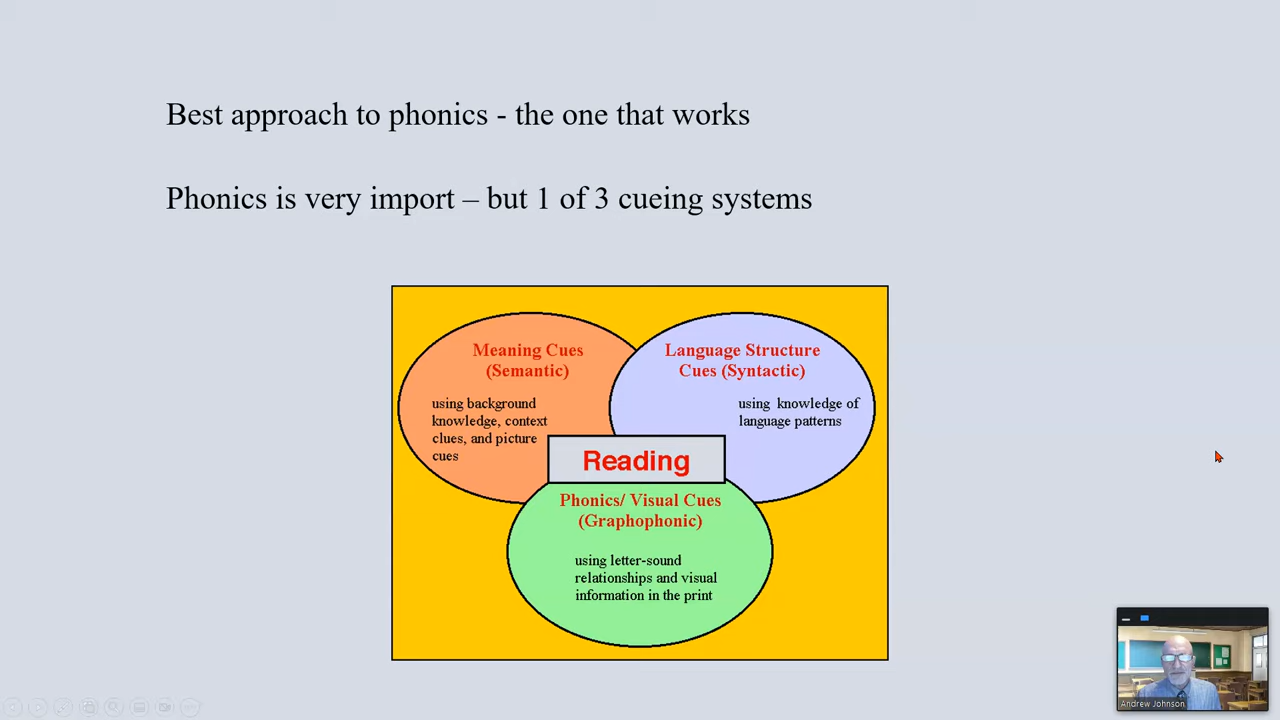 Best approach to phonics - the one that works
Phonics is very import – but 1 of 3 cueing systems
Meaning Cues
(Semantic)
using background
knowledge, context
clues, and picture
cues
Language Structure
Cues (Syntactic)
using knowledge of
language patterns
Reading
Phonics/ Visual Cues
(Graphophonic)
using letter-sound
relationships and visual
information in the print
Andrew Johnson